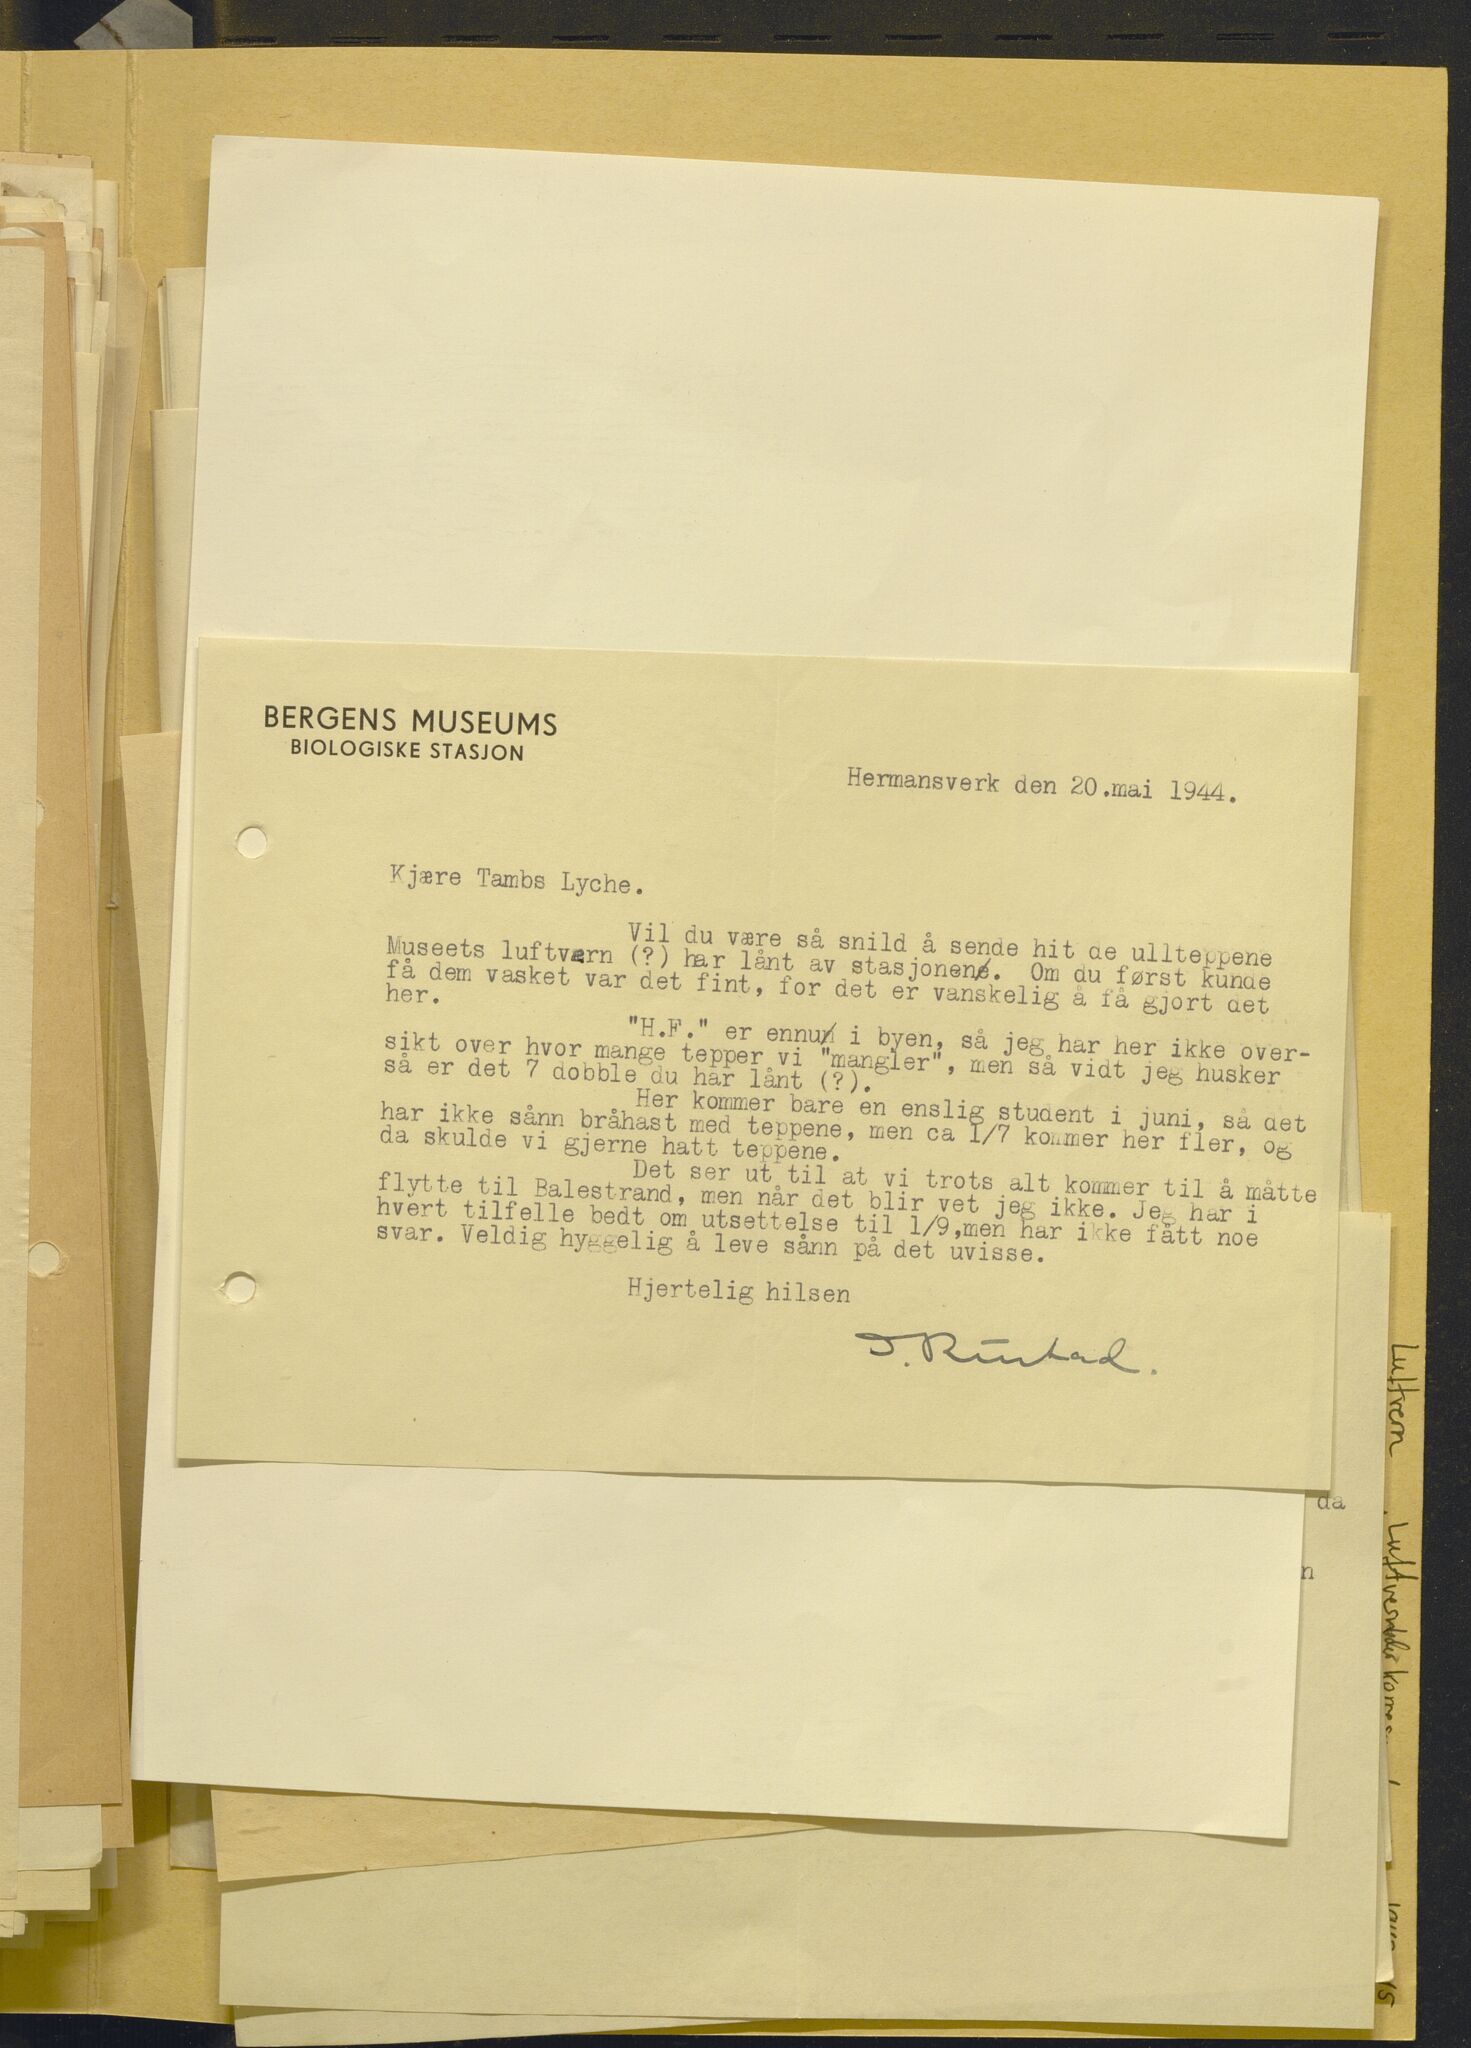 BERGENS MUSEUMS
BIOLOGISKE STASJON
Hermansverk den 20.mai 1944.
Kjære Tambs Lyche.
Vil du være så snild å sende hit de ullteppene
Museets luftværn (?) har lånt av stasjonen. Om du først kunde
få dem vasket var det fint, for det er vanskelig å få gjort det
her.
"H.F." er ennu i byen, så jeg har her ikke over-
sikt over hvor mange tepper vi "mangler", men så vidt jeg husker
så er det 7 dobble du har lånt (?).
Her kommer bare en enslig student i juni, så det
har ikke sånn bråhast med teppene, men ca 1/7 kommer her fler, og
da skulde vi gjerne hatt teppene.
Det ser ut til at vi trots alt kommer til å måtte
flytte til Balestrand, men når det blir vet jeg ikke. Jeg har i
hvert tilfelle bedt om utsettelse til 1/9,men har ikke fått noe
svar. Veldig hyggelig å leve sånn på det uvisse.
Hjertelig hilsen
D. Rustad.
da
n
Luftvern